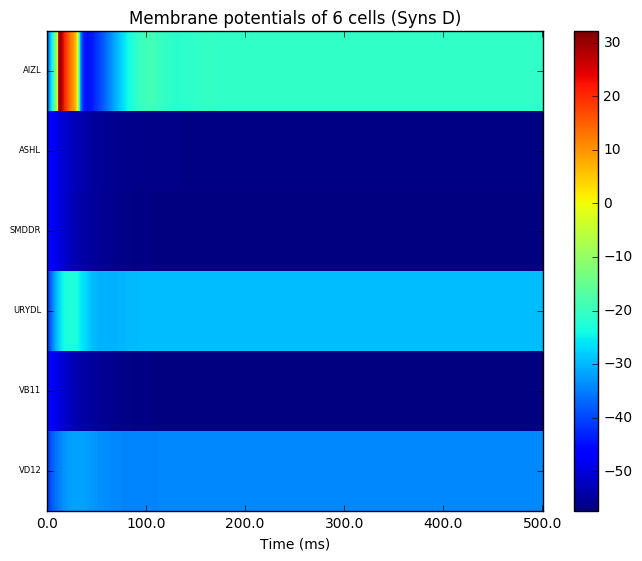 Membrane potentials of 6 cells (Syns D)
AIZL
ASHL
SMDDR
URYDL
VB11
VD12
0.0 100.0 200.0 300.0 400.0 500.0
Time (ms)
30
20
10
0
−10
−20
−30
−40
−50